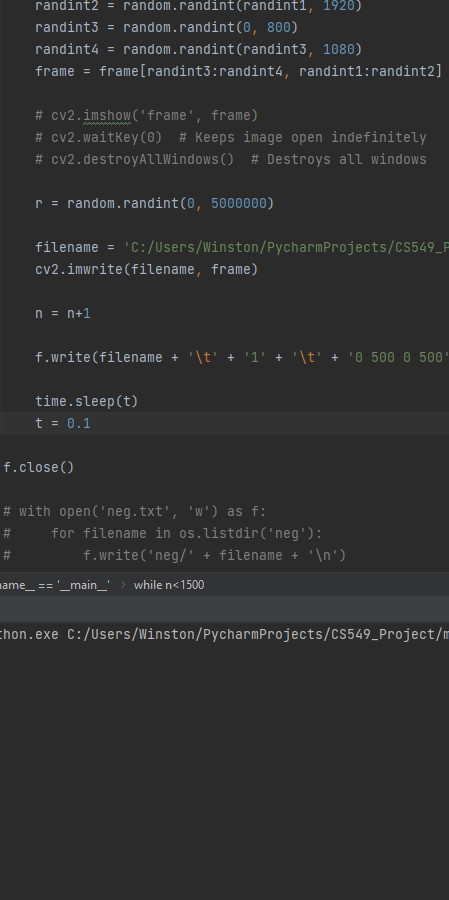 randint2 = random.randint(randint1, 1920)
randint3 = random.randint(0, 800)
randint4 = random.randint(randint3, 1080)
frame = frame[randint3:randint4, randint1:randint2]
# cv2.imshow('frame', frame)
# cv2.waitKey(0)  # Keeps image open indefinitely
# cv2.destroyAllWindows()  # Destroys all windows
r = random.randint(0, 5000000)
filename = 'C:/Users/Winston/PycharmProjects/CS549_P
cv2.imwrite(filename, frame)
n = n+1
f.write(filename + '\t' + '1' + '\t' + '0 500 0 500'
time.sleep(t)
t = 0.1
f.close()
# with open('neg.txt', 'w') as f:
#     for filename in os.listdir('neg'):
#         f.write('neg/' + filename + '\n')
name__ == '__main__' › while n<1500
thon.exe C:/Users/Winston/PycharmProjects/CS549_Project/m